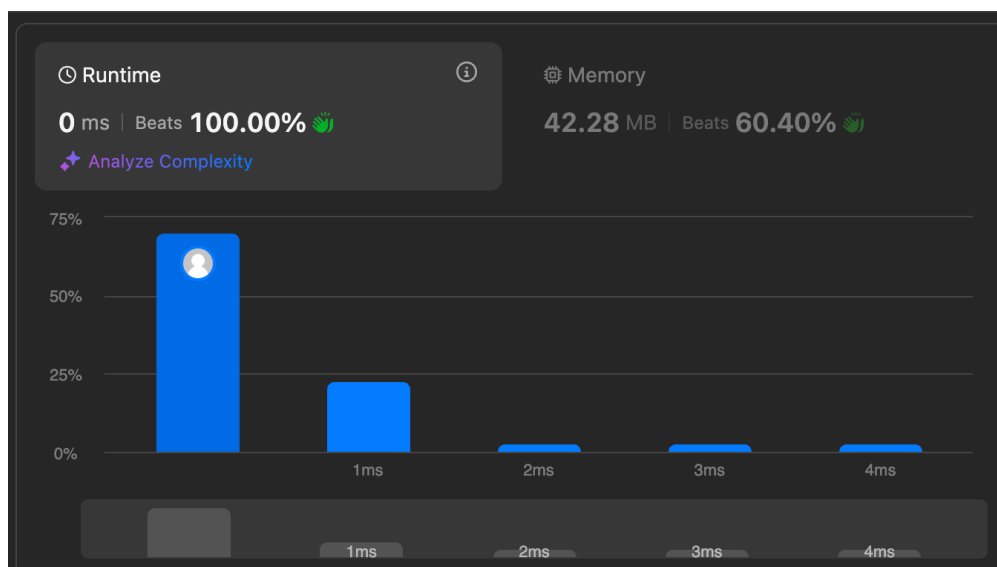 Runtime
Memory
0 ms | Beats 100.00%
42.28 MB | Beats 60.40%
Analyze Complexity
75%
50%
25%
0%
1ms 2ms 3ms 4ms
1ms 2ms 3ms 4ms